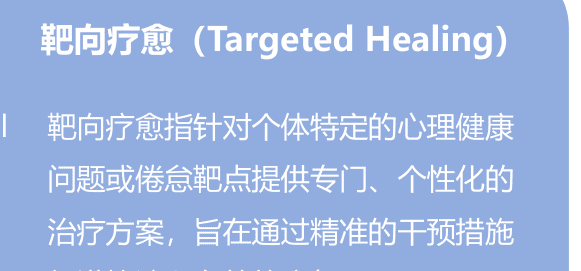 靶向疗愈（Targeted Healing）
靶向疗愈指针对个体特定的心理健康
问题或倦怠靶点提供专门、个性化的
治疗方案，旨在通过精准的干预措施